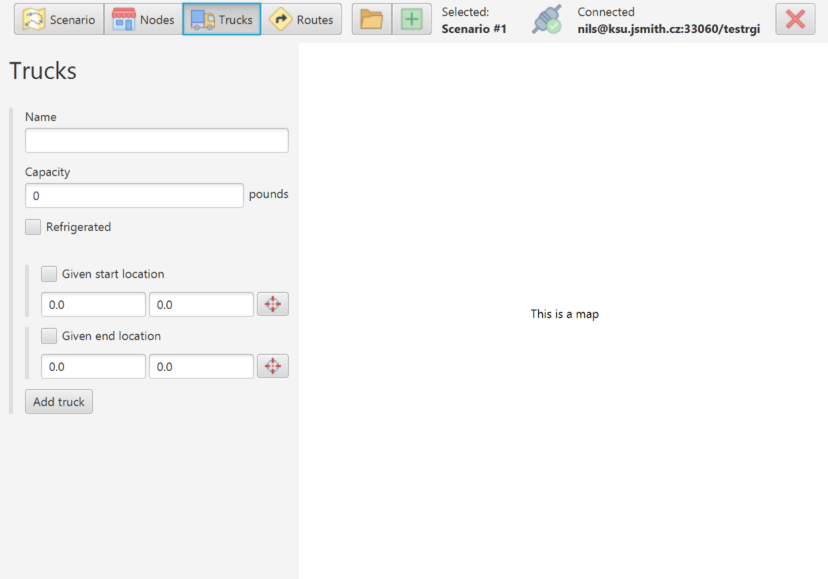 Scenario
Nodes
Trucks
Routes
Selected:
Scenario #1
Connected
nils@ksu.jsmith.cz:33060/testrgi
Trucks
Name
Capacity
0
pounds
Refrigerated
Given start location
0.0
0.0
Given end location
0.0
0.0
Add truck
This is a map